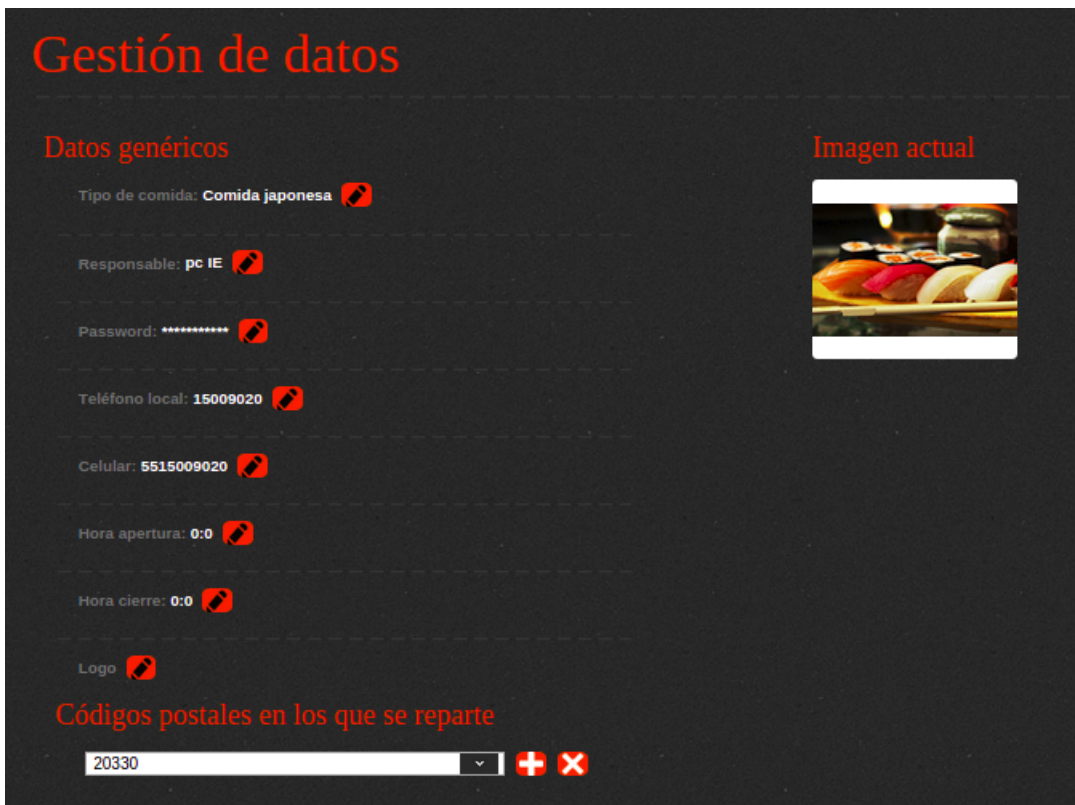 Gestión de datos
Datos genéricos
Imagen actual
Tipo de comida: Comida japonesa
Responsable: pc IE
Password: ***********
Teléfono local: 15009020
Celular: 5515009020
Hora apertura: 0:0
Hora cierre: 0:0
Logo
Códigos postales en los que se reparte
20330